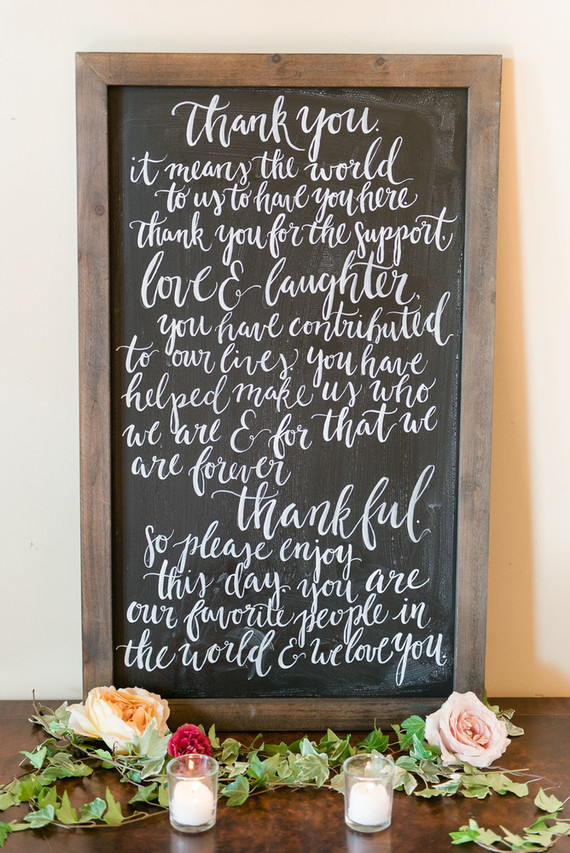 thank you.
it means the world
to us to have you here
thank you for the support,
love & laughter,
you have contributed
to our lives. you have
helped make us who
we are & for that we
are forever
thankful.
so please enjoy
this day. you are
our favorite people in
the world & we love you.